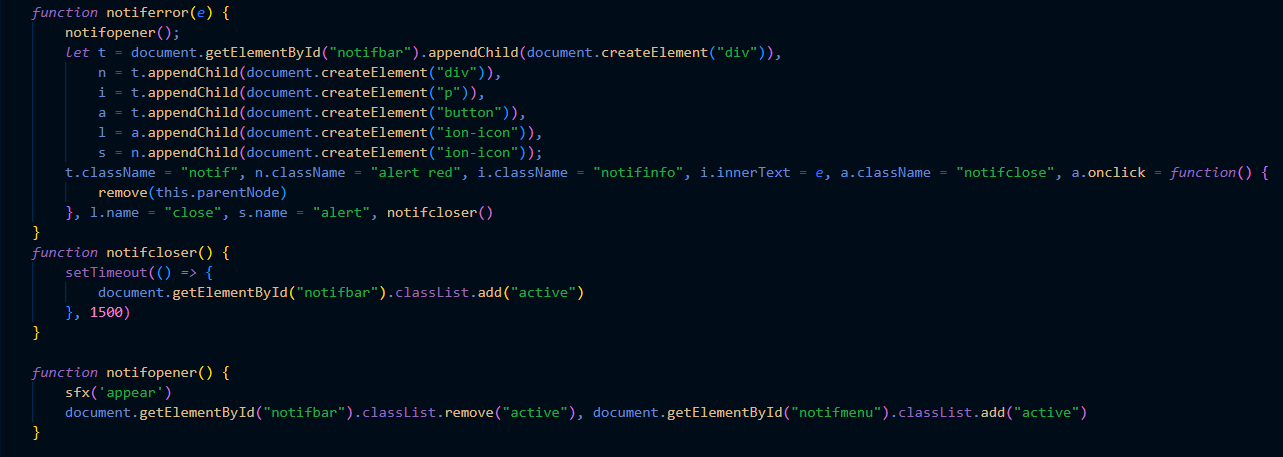 function notiferror(e) {
notifopener();
let t = document.getElementById("notifbar").appendChild(document.createElement("div")),
n = t.appendChild(document.createElement("div")),
i = t.appendChild(document.createElement("p")),
a = t.appendChild(document.createElement("button")),
l = a.appendChild(document.createElement("ion-icon")),
s = n.appendChild(document.createElement("ion-icon"));
t.className = "notif", n.className = "alert red", i.className = "notifinfo", i.innerText = e, a.className = "notifclose", a.onclick = function() {
remove(this.parentNode)
}, l.name = "close", s.name = "alert", notifcloser()
}
function notifcloser() {
setTimeout(() => {
document.getElementById("notifbar").classList.add("active")
}, 1500)
}
function notifopener() {
sfx('appear')
document.getElementById("notifbar").classList.remove("active"), document.getElementById("notifmenu").classList.add("active")
}